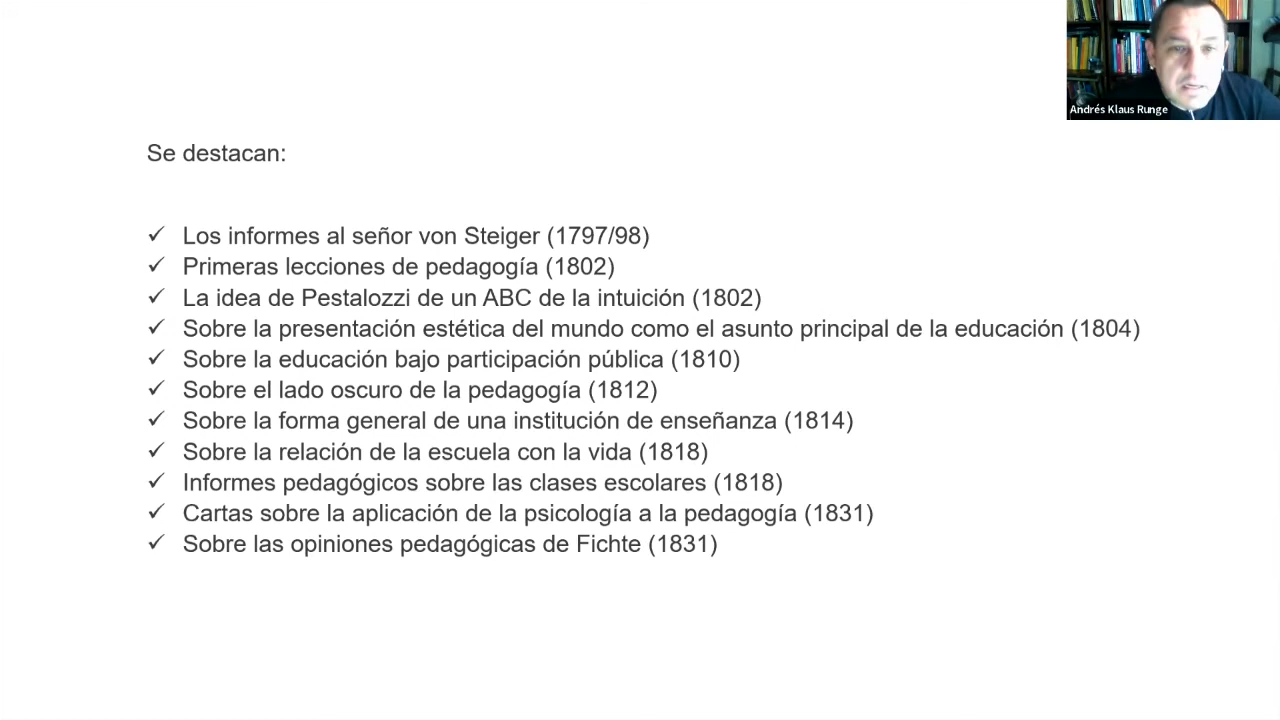 Andrés Klaus Runge
Se destacan:
✓ Los informes al señor von Steiger (1797/98)
✓ Primeras lecciones de pedagogía (1802)
✓ La idea de Pestalozzi de un ABC de la intuición (1802)
✓ Sobre la presentación estética del mundo como el asunto principal de la educación (1804)
✓ Sobre la educación bajo participación pública (1810)
✓ Sobre el lado oscuro de la pedagogía (1812)
✓ Sobre la forma general de una institución de enseñanza (1814)
✓ Sobre la relación de la escuela con la vida (1818)
✓ Informes pedagógicos sobre las clases escolares (1818)
✓ Cartas sobre la aplicación de la psicología a la pedagogía (1831)
✓ Sobre las opiniones pedagógicas de Fichte (1831)